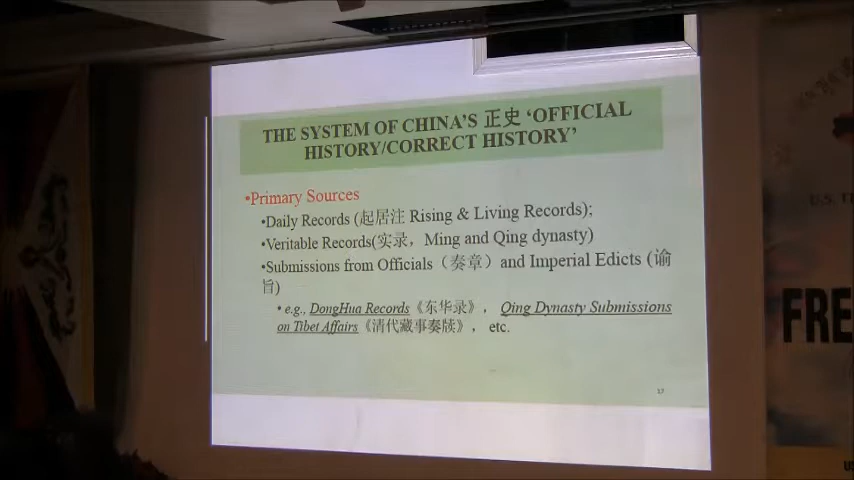 THE SYSTEM OF CHINA'S 正史 'OFFICIAL
HISTORY/CORRECT HISTORY'
•Primary Sources
•Daily Records (起居注 Rising & Living Records);
•Veritable Records(实录，Ming and Qing dynasty)
•Submissions from Officials（奏章）and Imperial Edicts (谕
旨)
• e.g., DongHua Records《东华录》, Qing Dynasty Submissions
on Tibet Affairs《清代藏事奏牍》, etc.
17
U.S. 
FRE
US